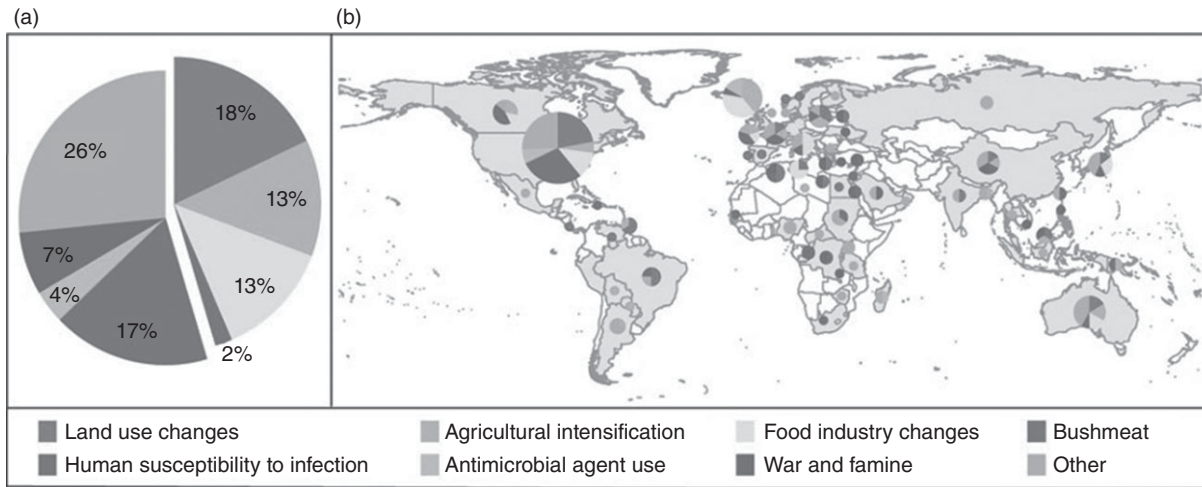 (a)
(b)
18%
26%
13%
7%
13%
4%
17%
2%
Land use changes
Agricultural intensification
Food industry changes
Bushmeat
Human susceptibility to infection
Antimicrobial agent use
War and famine
Other